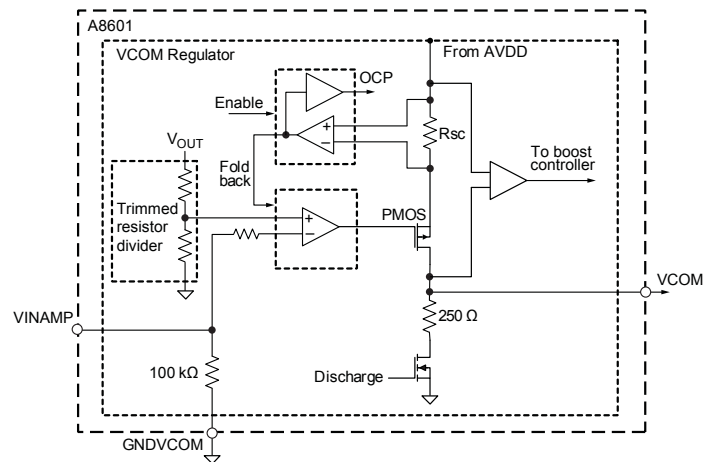 A8601
VCOM Regulator
From AVDD
OCP
Enable
+
−
Rsc
VOUT
Fold
back
To boost
controller
Trimmed
resistor
divider
+
−
PMOS
VCOM
VINAMP
250 Ω
100 kΩ
Discharge
GNDVCOM